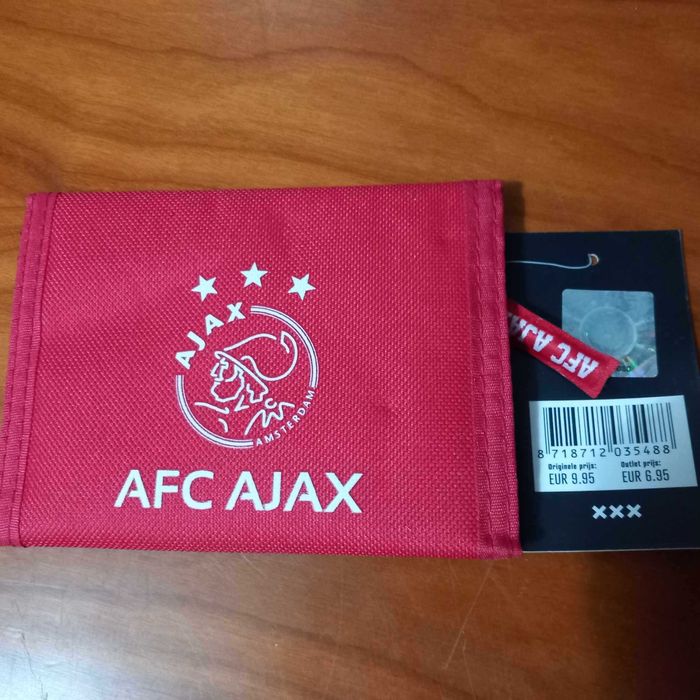 AJAX
AMSTERDAM
AFC AJAX
AFC AJAX
8 718712 035488
Originele prijs: Outlet prijs:
EUR 9.95 EUR 6.95
xxx